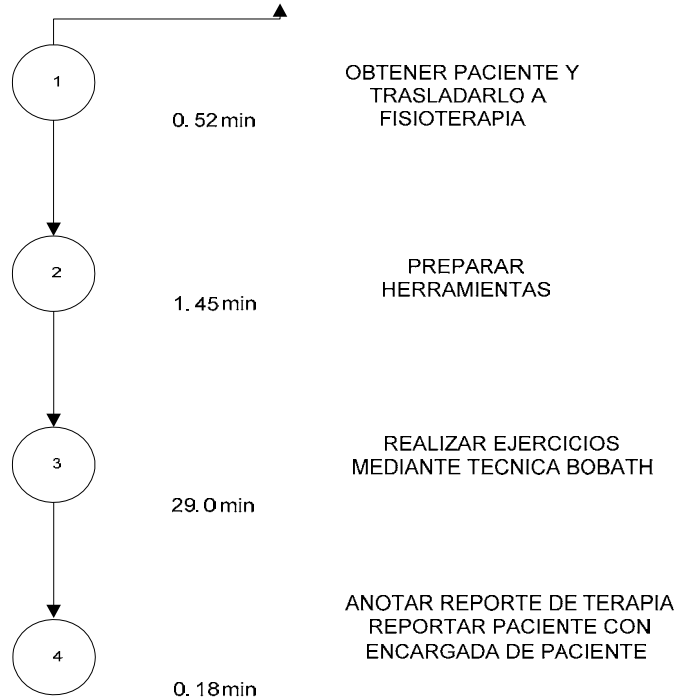 1
OBTENER PACIENTE Y
TRASLADARLO A
FISIOTERAPIA
0.52 min
2
PREPARAR
HERRAMIENTAS
1.45 min
3
REALIZAR EJERCICIOS
MEDIANTE TECNICA BOBATH
29.0 min
4
ANOTAR REPORTE DE TERAPIA
REPORTAR PACIENTE CON
ENCARGADA DE PACIENTE
0.18 min